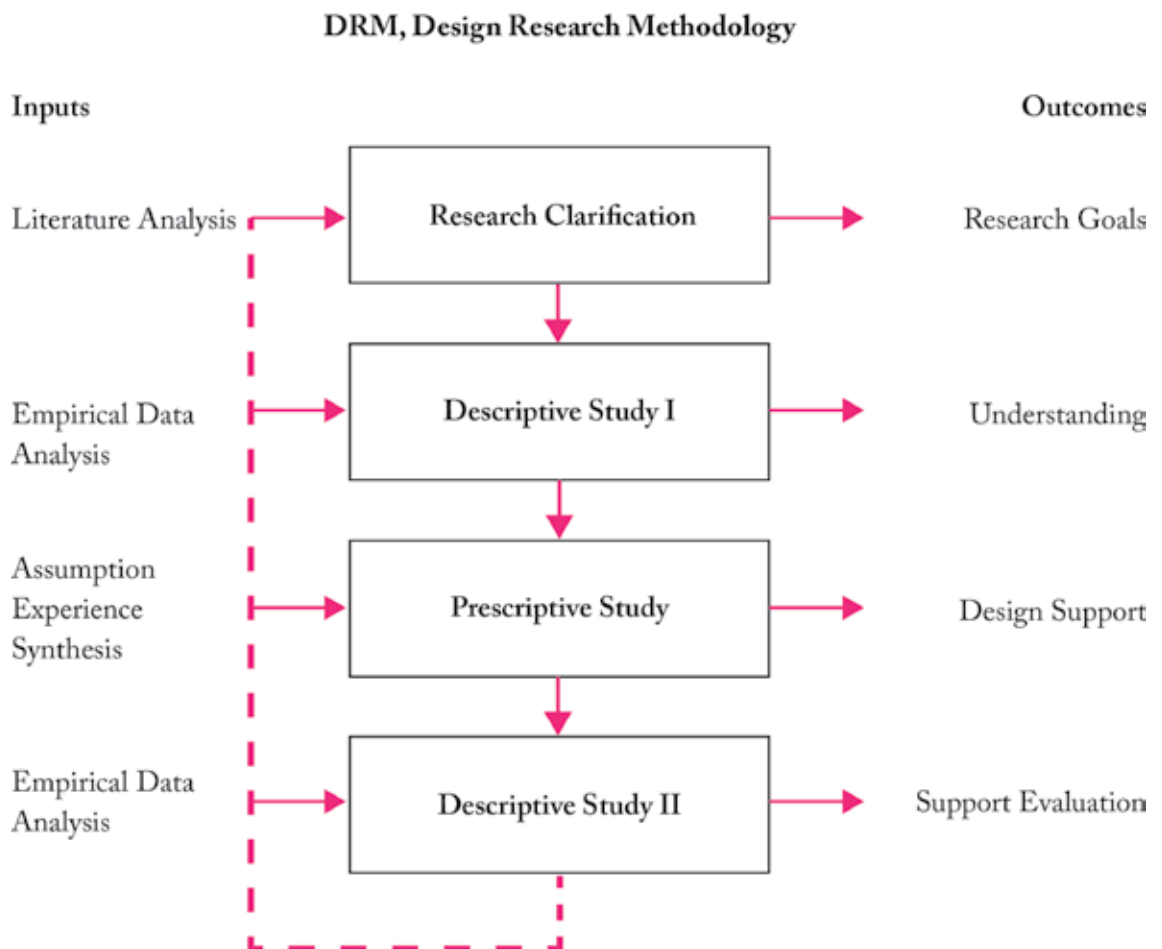 DRM, Design Research Methodology
Inputs
Outcomes
Literature Analysis
Research Clarification
Research Goals
Empirical Data
Analysis
Descriptive Study I
Understanding
Assumption
Experience
Synthesis
Prescriptive Study
Design Support
Empirical Data
Analysis
Descriptive Study II
Support Evaluation